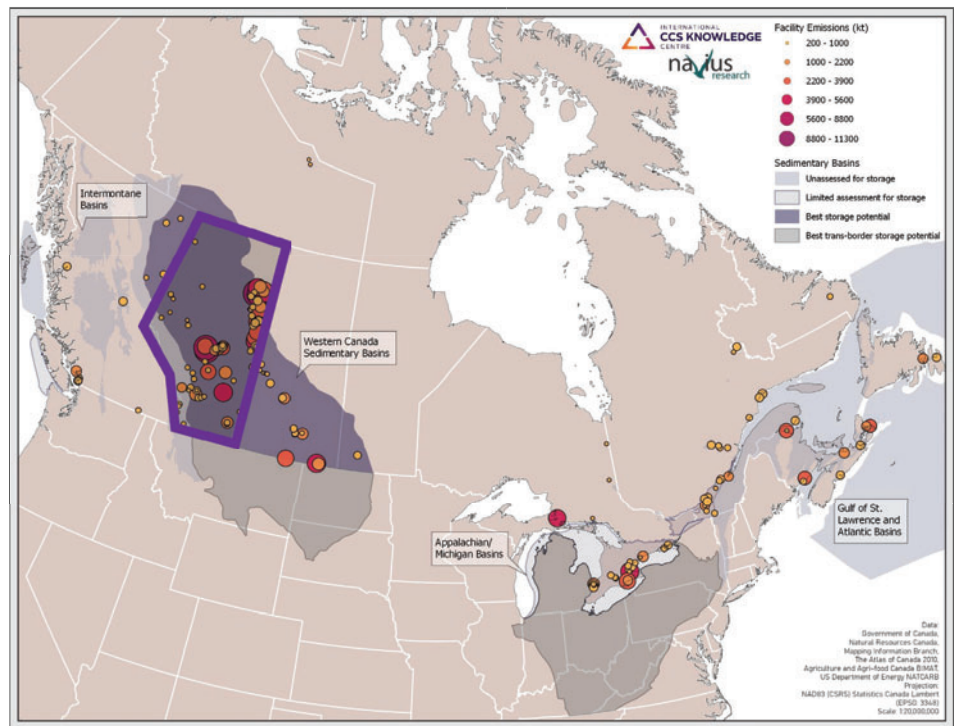 INTERNATIONAL
CCS KNOWLEDGE
CENTRE
navius
research
Facility Emissions (kt)
200 - 1000
1000 - 2200
2200 - 3900
3900 - 5600
5600 - 8800
8800 - 11300
Sedimentary Basins
Unassessed for storage
Limited assessment for storage
Best storage potential
Best trans-border storage potential
Intermontane
Basins
Western Canada
Sedimentary Basins
Appalachian/
Michigan Basins
Gulf of St.
Lawrence and
Atlantic Basins
Data:
Government of Canada,
Natural Resources Canada,
Mapping Information Branch,
The Atlas of Canada 2010,
Agriculture and Agri-food Canada BIMAT,
US Department of Energy NATCARB
Projection:
NAD83 (CSRS) Statistics Canada Lambert
(EPSG: 3348)
Scale: 1:20,000,000